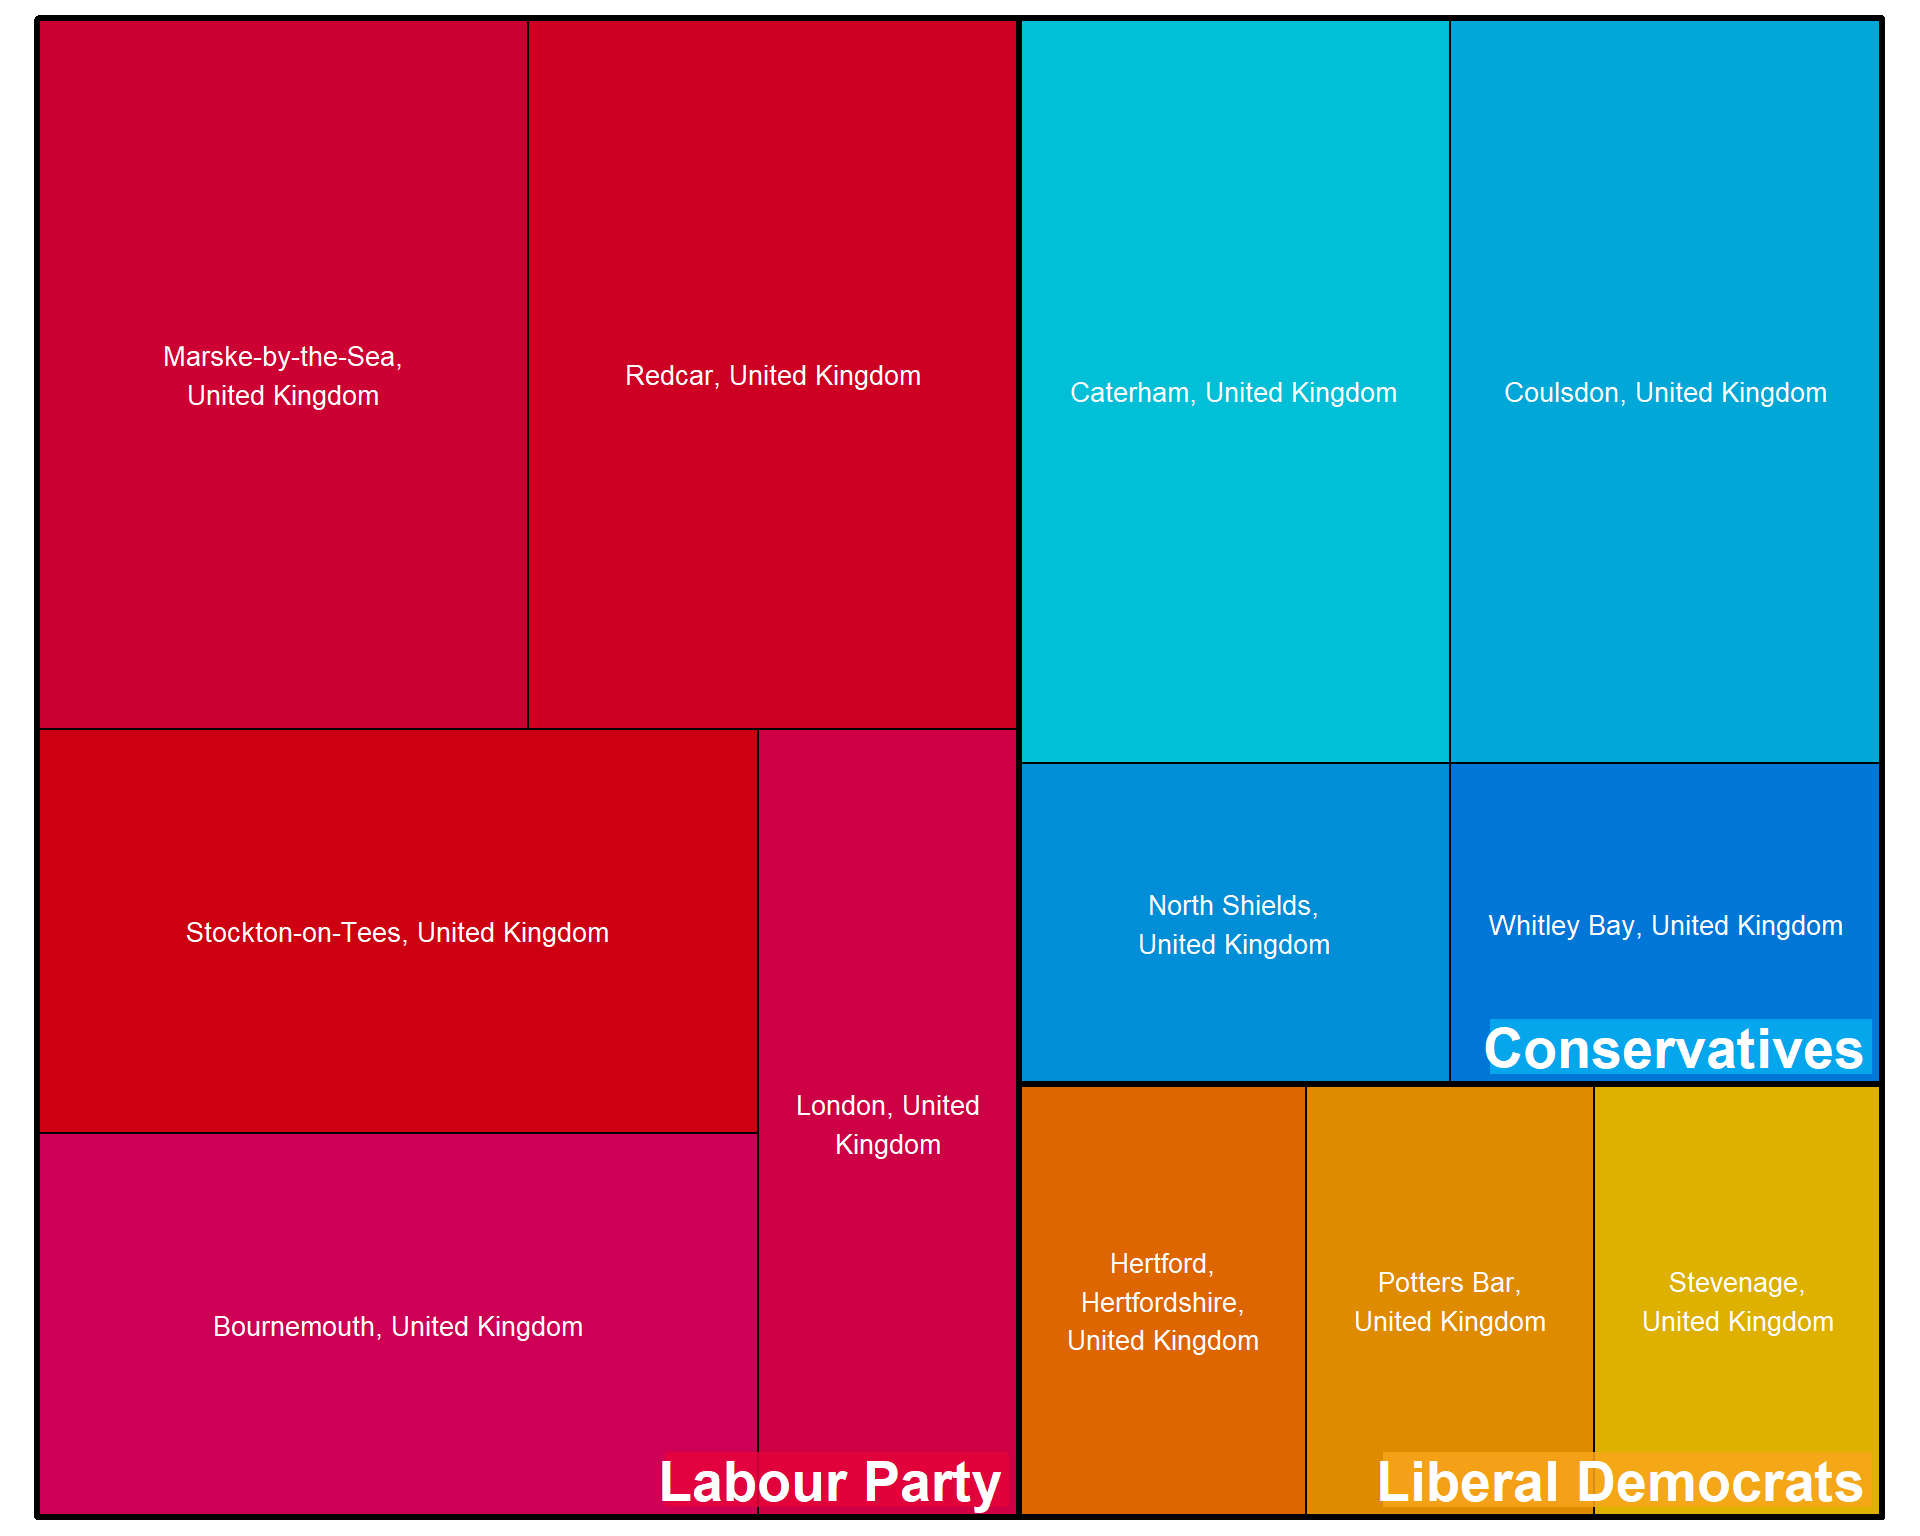 Marske-by-the-Sea,
United Kingdom
Redcar, United Kingdom
Stockton-on-Tees, United Kingdom
London, United
Kingdom
Bournemouth, United Kingdom
Labour Party
Caterham, United Kingdom
Coulsdon, United Kingdom
North Shields,
United Kingdom
Whitley Bay, United Kingdom
Conservatives
Hertford,
Hertfordshire,
United Kingdom
Potters Bar,
United Kingdom
Stevenage,
United Kingdom
Liberal Democrats